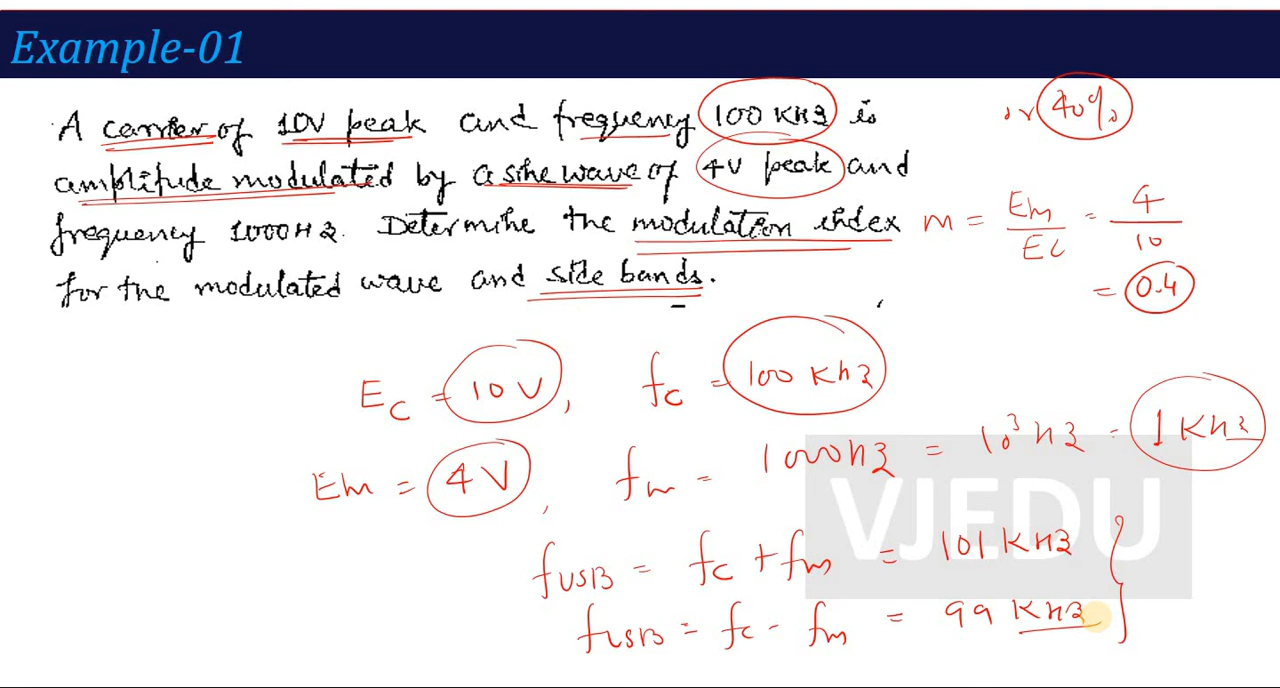 Example-01
A carrier of 10V peak and frequency 100 KHz is
amplitude modulated by a sine wave of 4V peak and
frequency 1000Hz. Determine the modulation index
for the modulated wave and side bands.
or 40%
m = Em/Ec = 4/10
= 0.4
Ec = 10V, fc = 100 Khz
Em = 4V, fm = 1000hz = 10³ Hz = 1 KHz
VJEDU
fUSB = fc + fm = 101 KHz
fLSB = fc - fm = 99 KHz